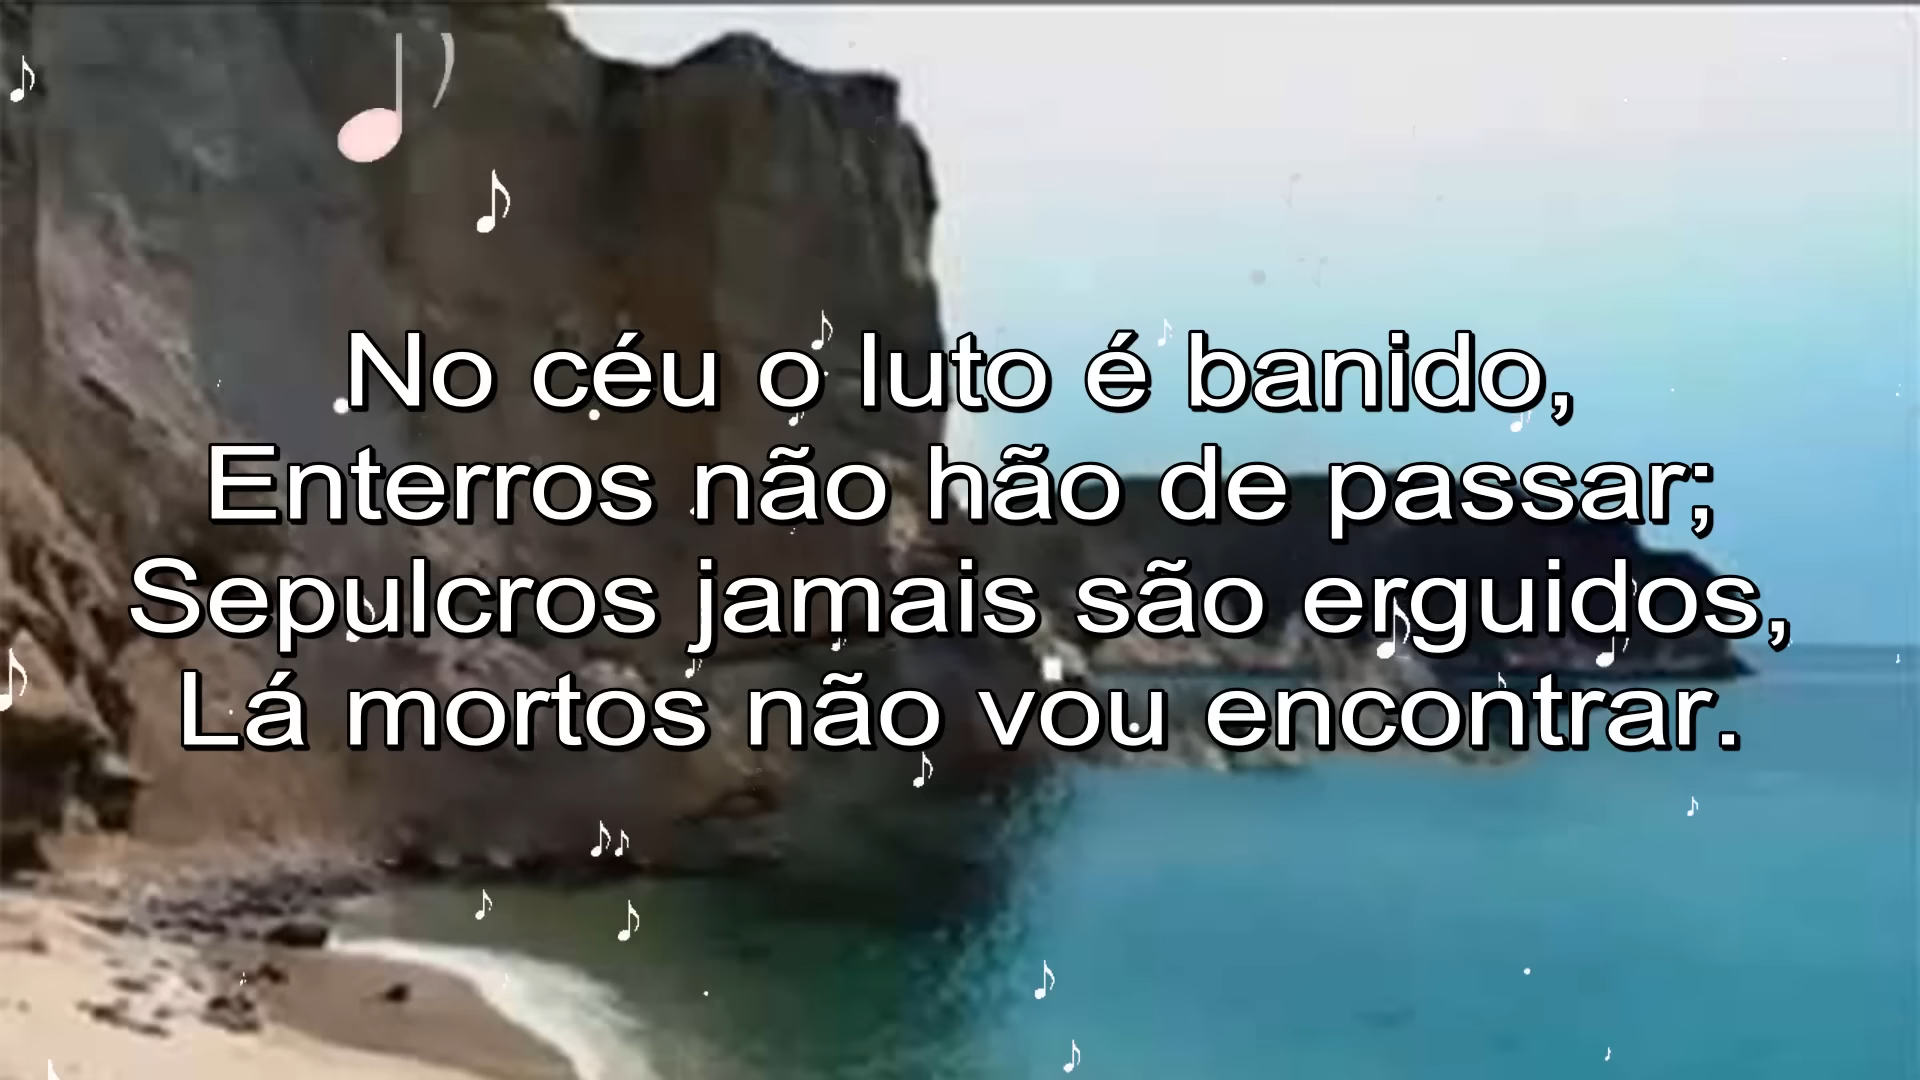 No céu o luto é banido,
Enterros não hão de passar;
Sepulcros jamais são erguidos,
Lá mortos não vou encontrar.